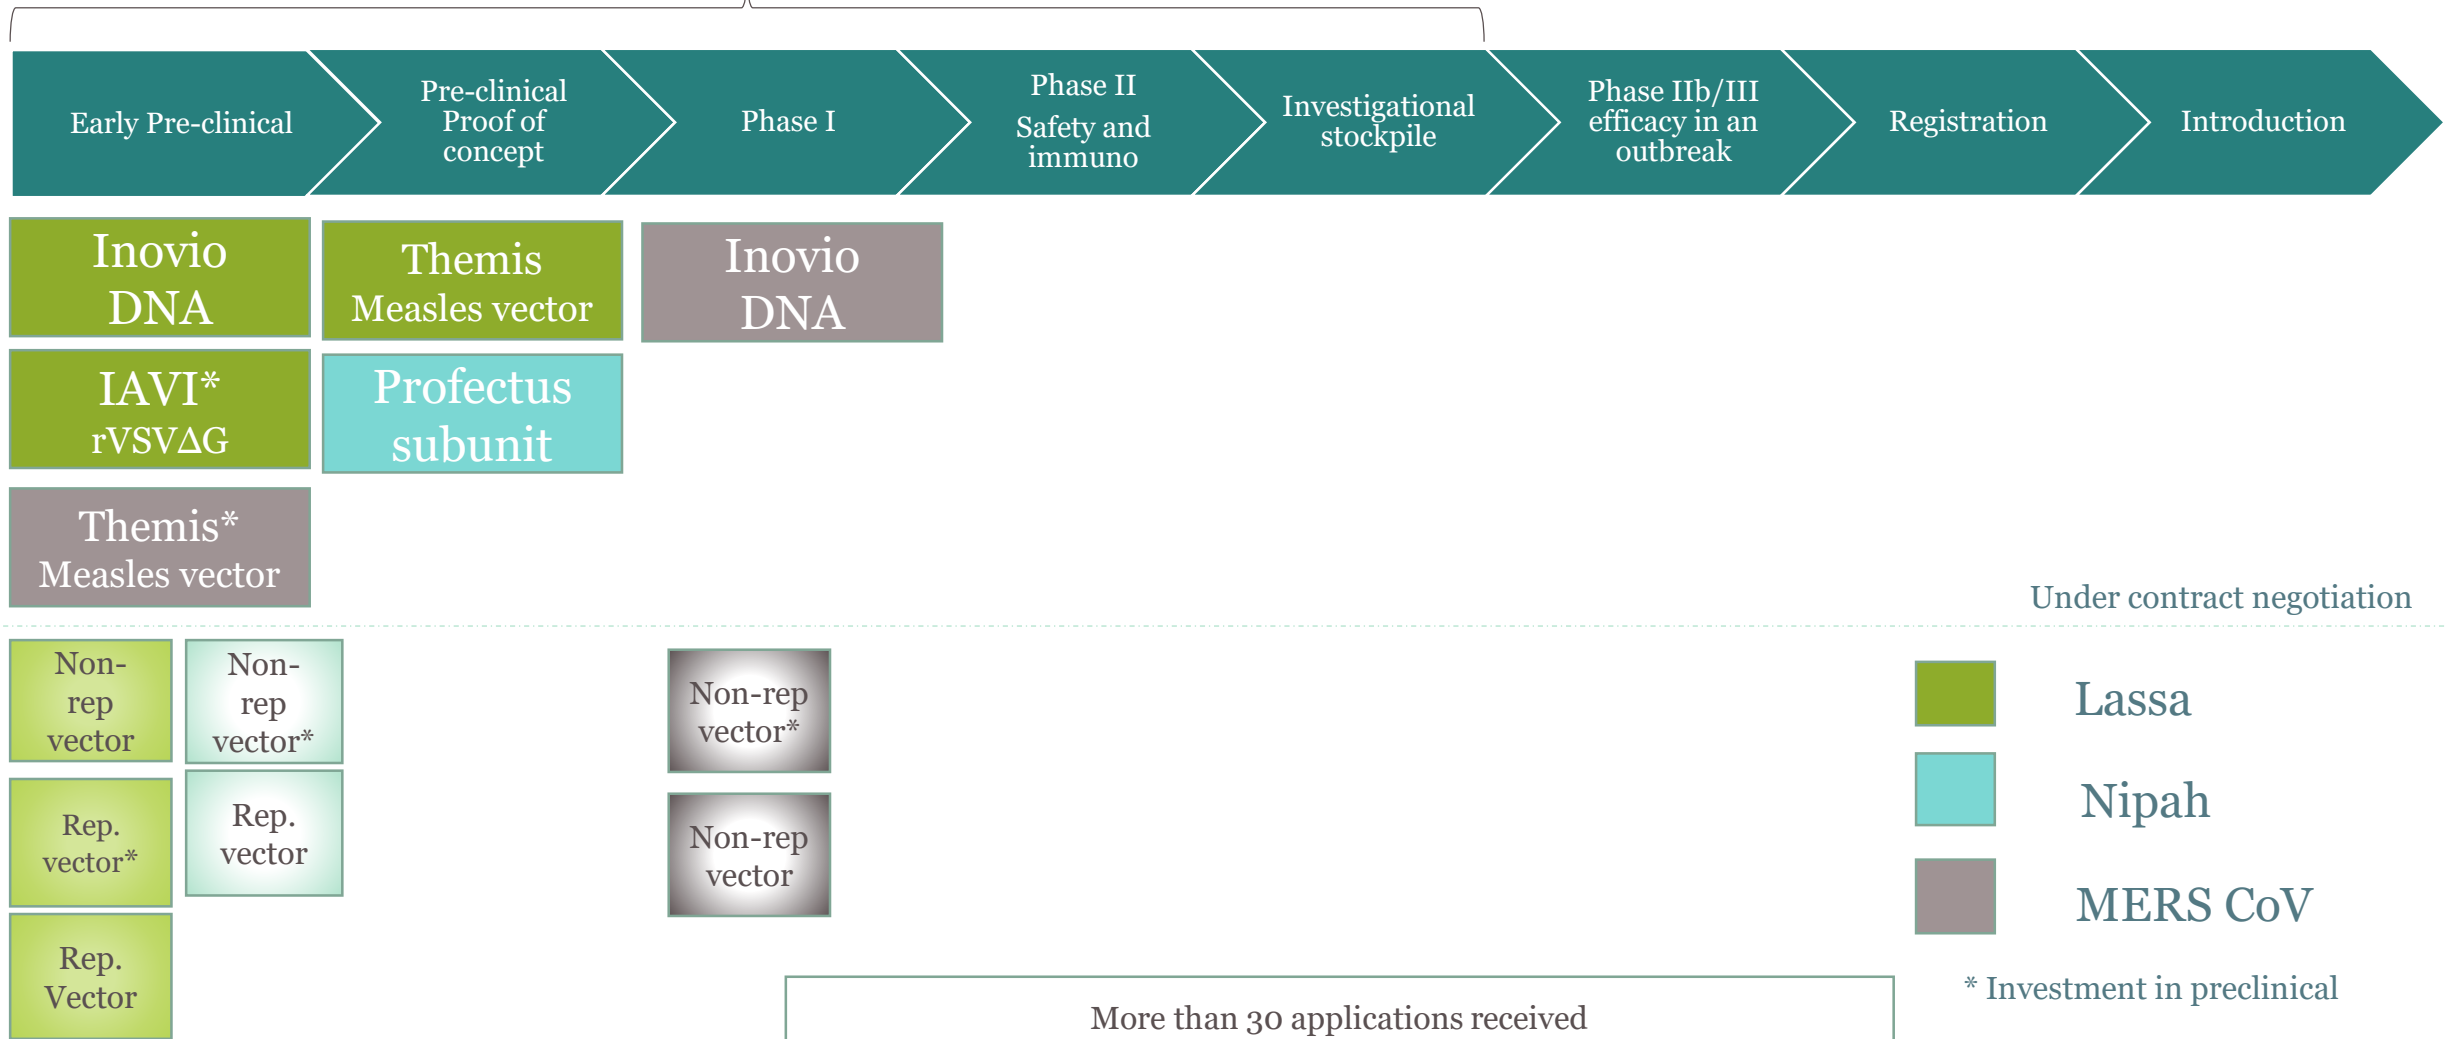 Early Pre-clinical
Pre-clinical
Proof of
concept
Phase I
Phase II
Safety and
immuno
Investigational
stockpile
Phase IIb/III
efficacy in an
outbreak
Registration
Introduction
Inovio
DNA
Themis
Measles vector
Inovio
DNA
IAVI*
rVSV∆G
Profectus
subunit
Themis*
Measles vector
Under contract negotiation
Non-
rep
vector
Non-
rep
vector*
Non-rep
vector*
Rep.
vector*
Rep.
vector
Non-rep
vector
Rep.
Vector
Lassa
Nipah
MERS CoV
* Investment in preclinical
More than 30 applications received